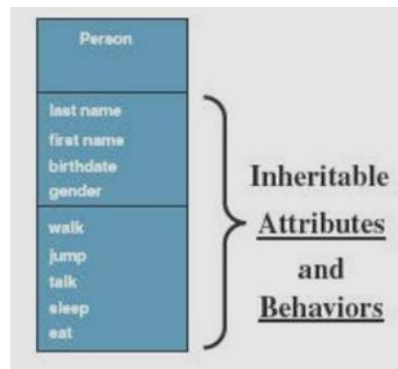 Person
last name
first name
birthdate
gender
walk
jump
talk
sleep
eat
Inheritable
Attributes
and
Behaviors